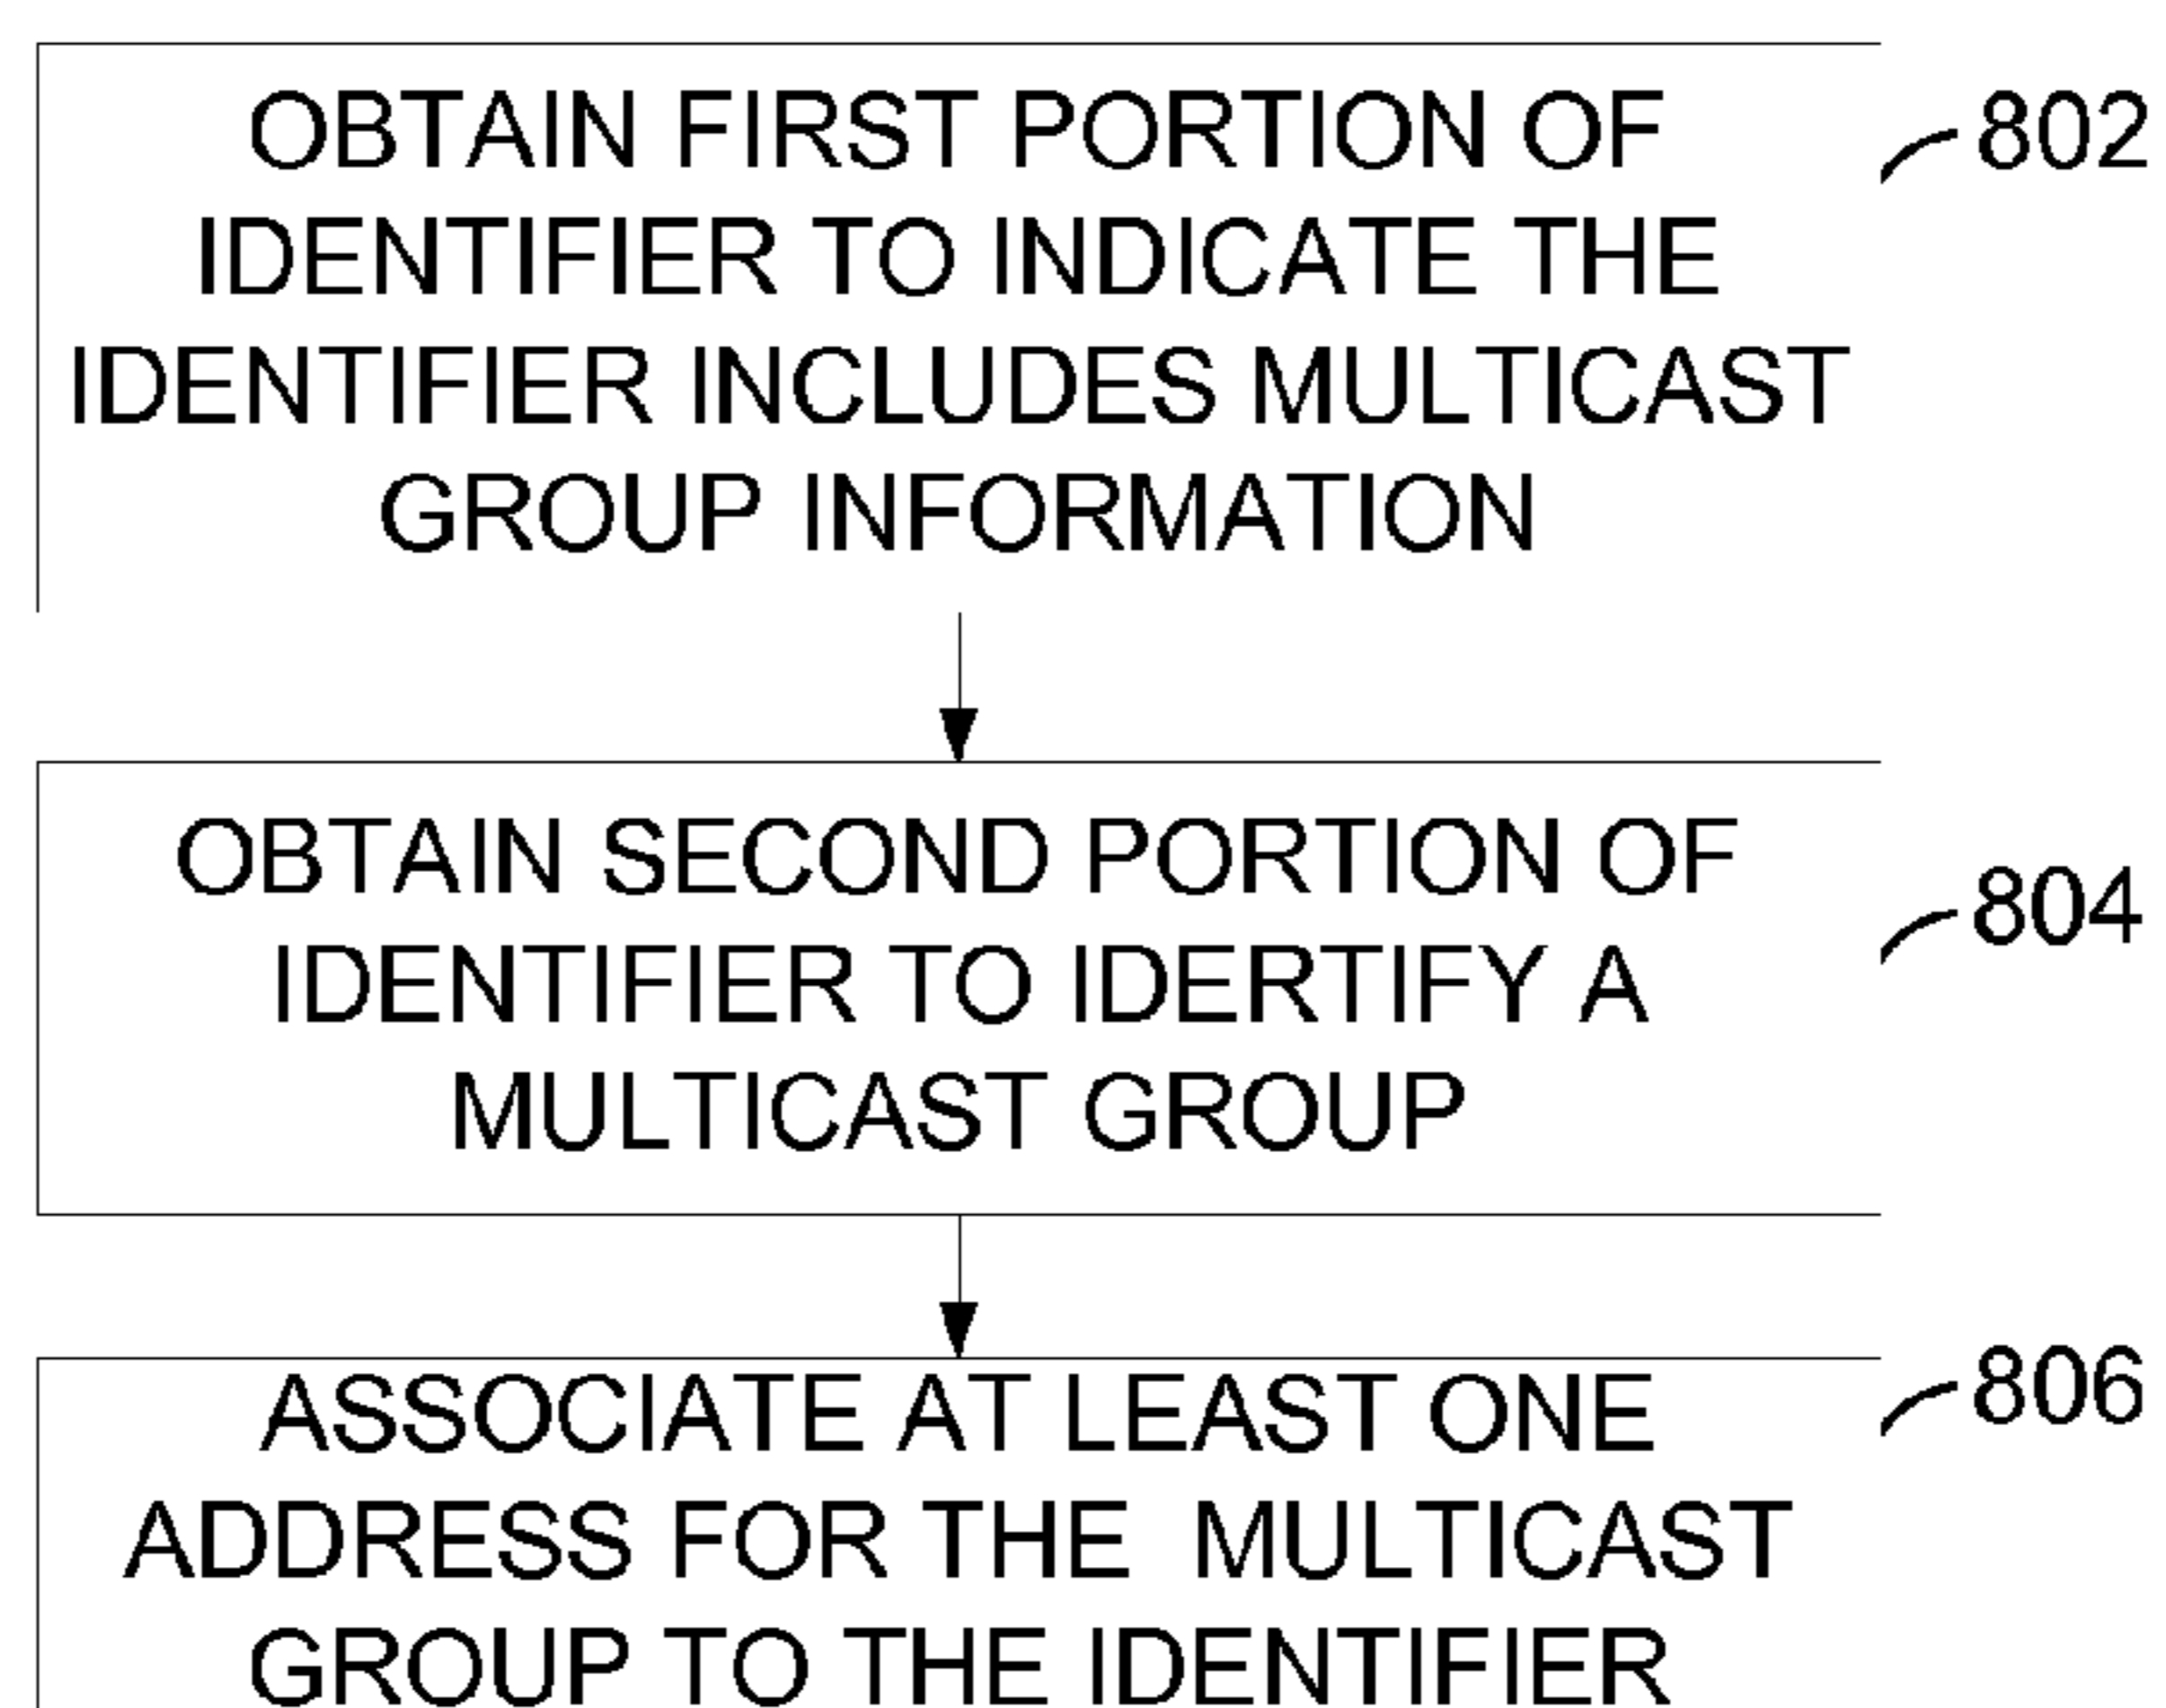 OBTAIN FIRST PORTION OF
802
IDENTIFIER TO INDICATE THE
IDENTIFIER INCLUDES MULTICAST
GROUP INFORMATION
OBTAIN SECOND PORTION OF
804
IDENTIFIER TO IDERTIFY A
MULTICAST GROUP
ASSOCIATE AT LEAST ONE
806
ADDRESS FOR THE MULTICAST
GROUP TO THE IDENTIFIER